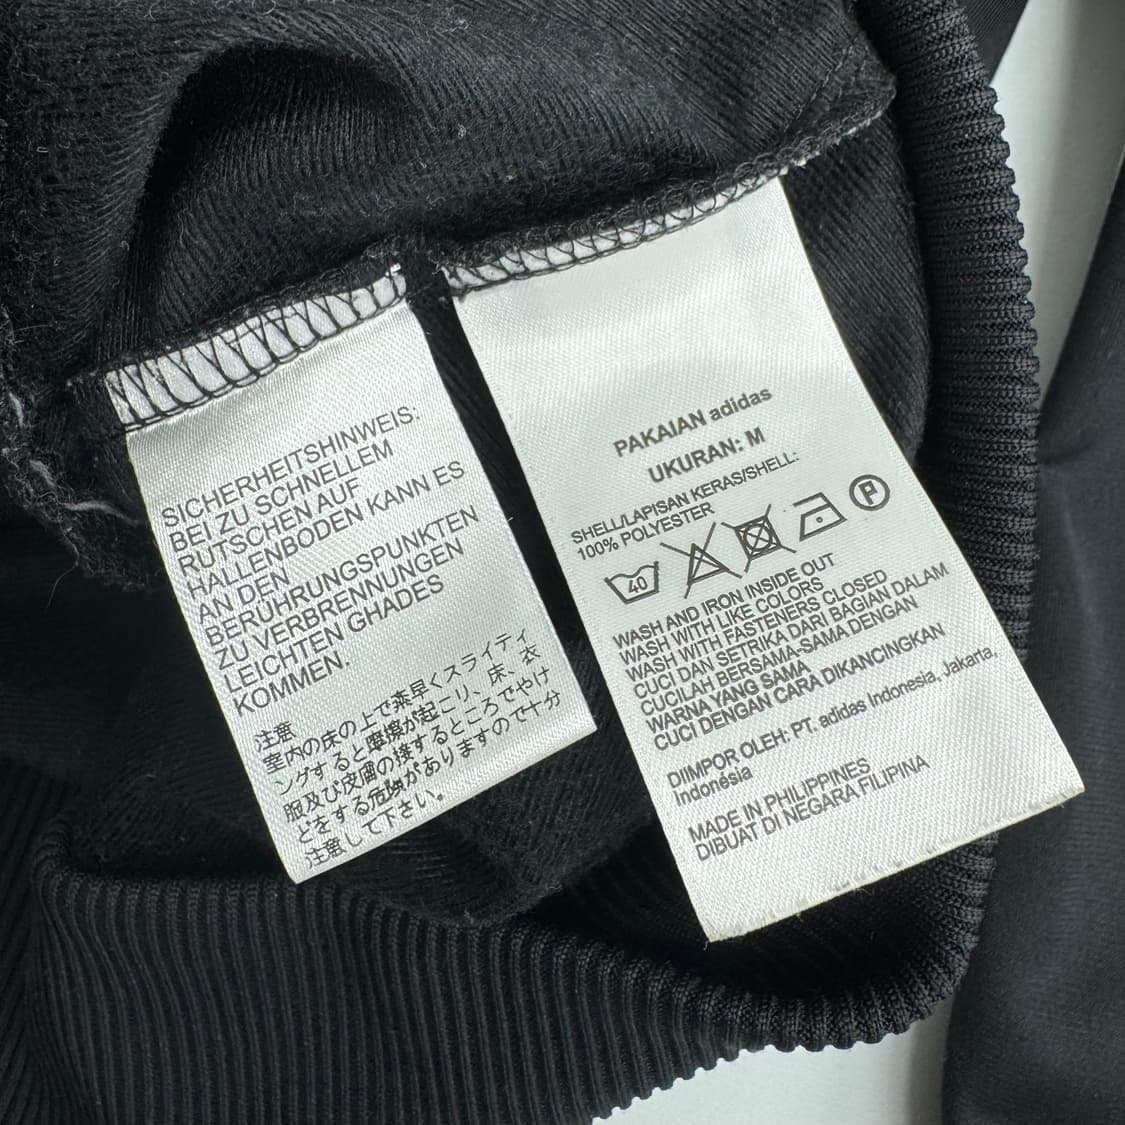 SICHERHEITSHINWEIS:
BEI ZU SCHNELLEM
RUTSCHEN AUF
HALLENBODEN KANN ES
AN DEN
BERÜHRUNGSPUNKTEN
ZU VERBRENNUNGEN
LEICHTEN GHADES
KOMMEN.
注意
室内の床の上で素早くスライディ
ングすると摩擦が起こり、床、衣
服及び皮膚の接するところでやけ
どをする危険がありますので十分
注意して下さい。
PAKAIAN adidas
UKURAN: M
SHELL/LAPISAN KERAS/SHELL:
100% POLYESTER
40
P
WASH AND IRON INSIDE OUT
WASH WITH LIKE COLORS
WASH WITH FASTENERS CLOSED
CUCI DAN SETRIKA DARI BAGIAN DALAM
CUCILAH BERSAMA-SAMA DENGAN
WARNA YANG SAMA
CUCI DENGAN CARA DIKANCINGKAN
DIIMPOR OLEH: PT. adidas Indonesia, Jakarta,
Indonésia
MADE IN PHILIPPINES
DIBUAT DI NEGARA FILIPINA